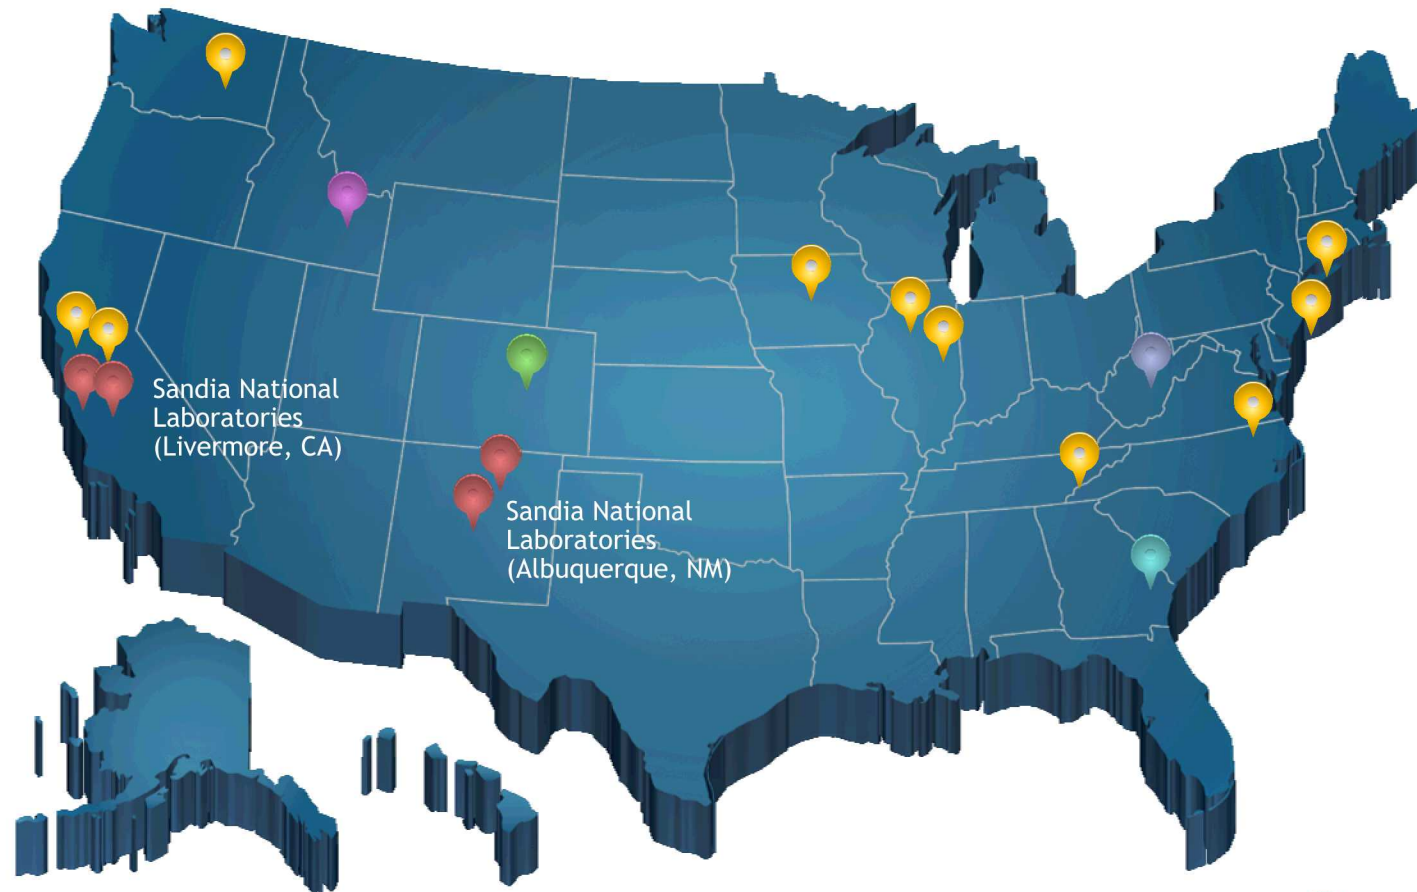 Sandia National
Laboratories
(Livermore, CA)
Sandia National
Laboratories
(Albuquerque, NM)